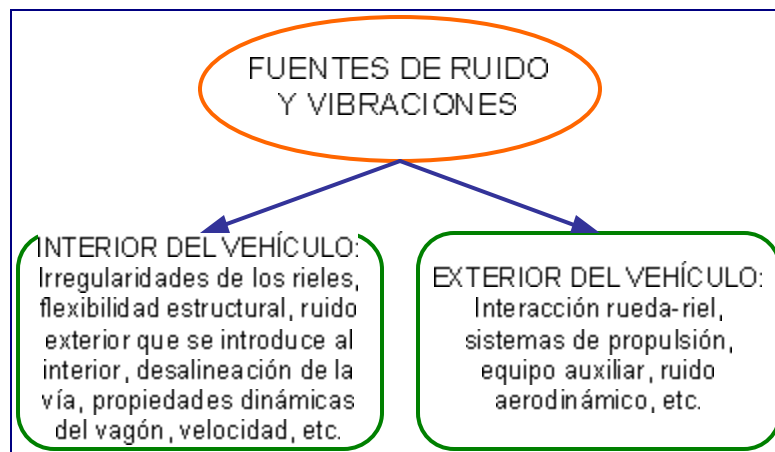 FUENTES DE RUIDO
Y VIBRACIONES
INTERIOR DEL VEHÍCULO:
Irregularidades de los rieles,
flexibilidad estructural, ruido
exterior que se introduce al
interior, desalineación de la
vía, propiedades dinámicas
del vagón, velocidad, etc.
EXTERIOR DEL VEHÍCULO:
Interacción rueda-riel,
sistemas de propulsión,
equipo auxiliar, ruido
aerodinámico, etc.